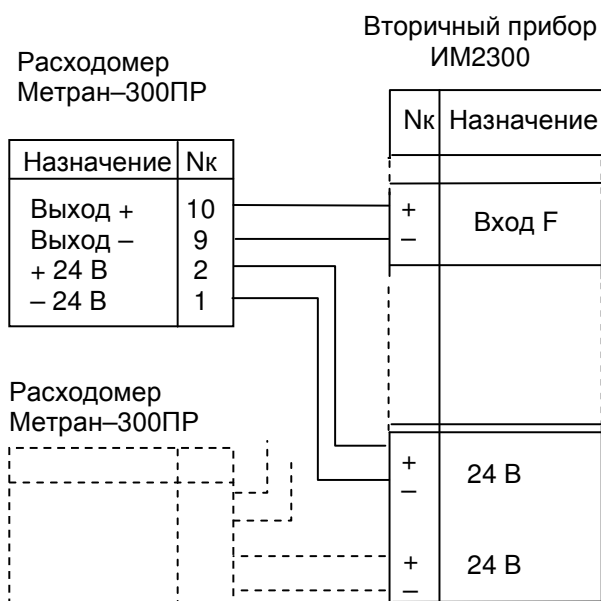 Вторичный прибор
ИМ2300
Расходомер
Метран–300ПР
Nк Назначение
Назначение Nк
Выход + 10
Выход – 9
+ 24 В 2
– 24 В 1
+
–
Вход F
Расходомер
Метран–300ПР
+
–
24 В
+
–
24 В